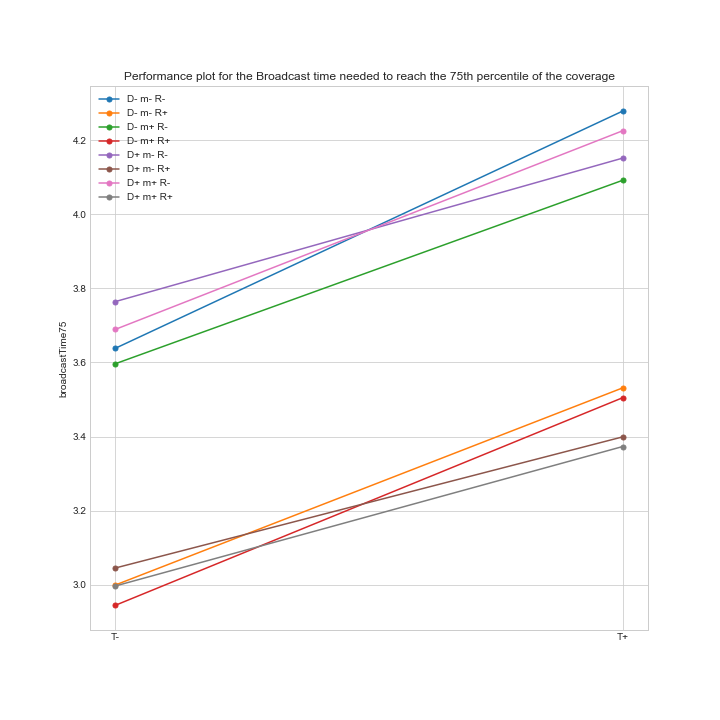 Performance plot for the Broadcast time needed to reach the 75th percentile of the coverage
D- m- R-
D- m- R+
D- m+ R-
D- m+ R+
D+ m- R-
D+ m- R+
D+ m+ R-
D+ m+ R+
4.2
4.0
3.8
3.6
3.4
3.2
3.0
broadcastTime75
T-
T+